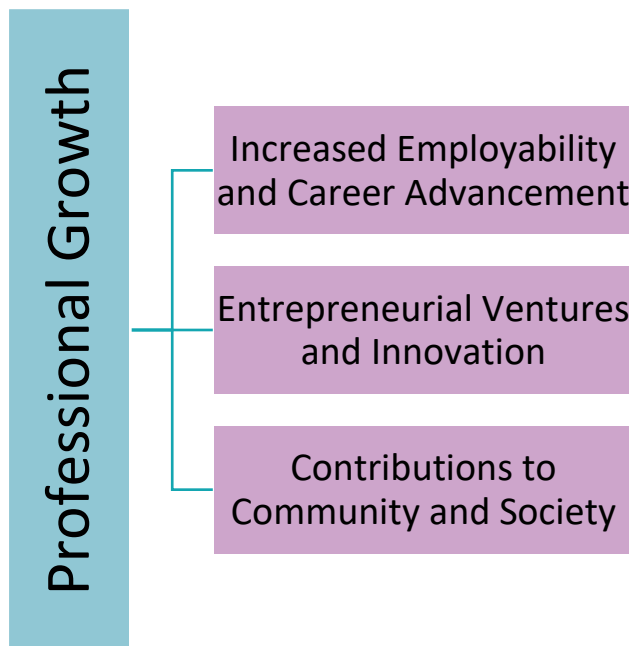 Professional Growth
Increased Employability
and Career Advancement
Entrepreneurial Ventures
and Innovation
Contributions to
Community and Society